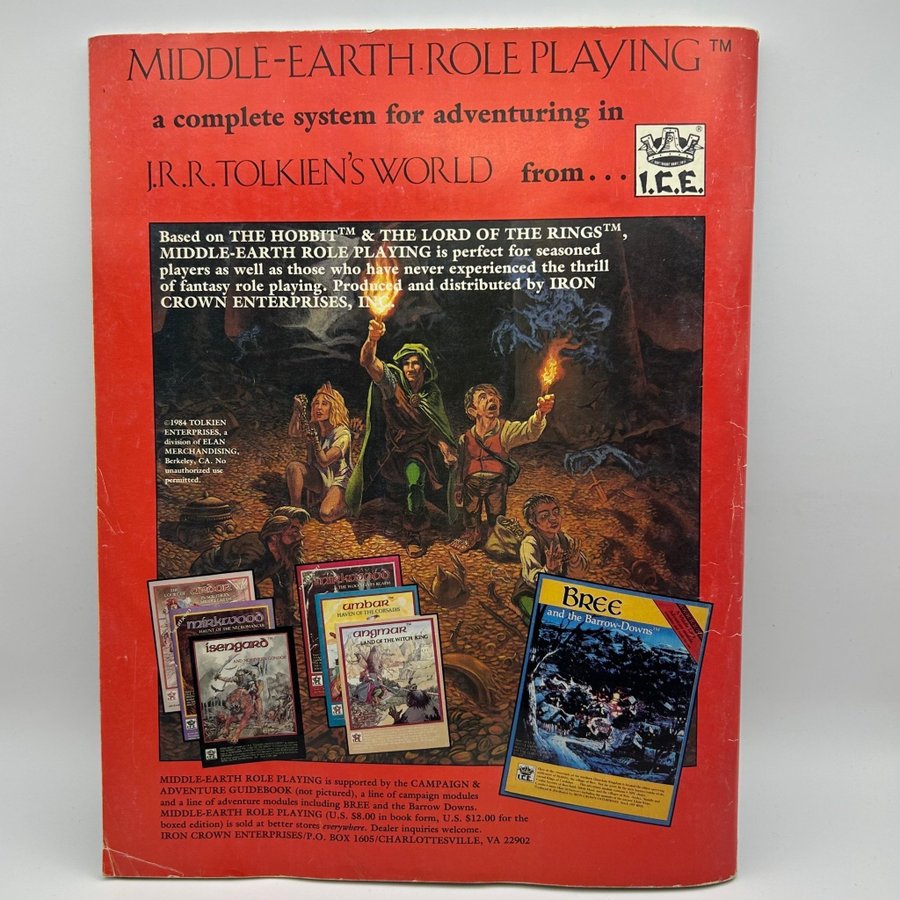 MIDDLE-EARTH ROLE PLAYING™
a complete system for adventuring in
J.R.R. TOLKIEN'S WORLD from...
I.C.E.
Based on THE HOBBIT™ & THE LORD OF THE RINGS™,
MIDDLE-EARTH ROLE PLAYING is perfect for seasoned
players as well as those who have never experienced the thrill
of fantasy role playing. Produced and distributed by IRON
CROWN ENTERPRISES, INC.
©1984 TOLKIEN
ENTERPRISES, a
division of ELAN
MERCHANDISING,
Berkeley, CA. No
unauthorized use
permitted.
mirkwood
HAUNT OF THE NECROMANCER
isengard
mirkwood
umbar
HAVEN OF THE CORSAIRS
angmar
LAND OF THE WITCH KING
BREE
and the Barrow-Downs™
I.C.E.
MIDDLE-EARTH ROLE PLAYING is supported by the CAMPAIGN &
ADVENTURE GUIDEBOOK (not pictured), a line of campaign modules
and a line of adventure modules including BREE and the Barrow Downs.
MIDDLE-EARTH ROLE PLAYING (U.S. $8.00 in book form, U.S. $12.00 for the
boxed edition) is sold at better stores everywhere. Dealer inquiries welcome.
IRON CROWN ENTERPRISES/P.O. BOX 1605/CHARLOTTESVILLE, VA 22902